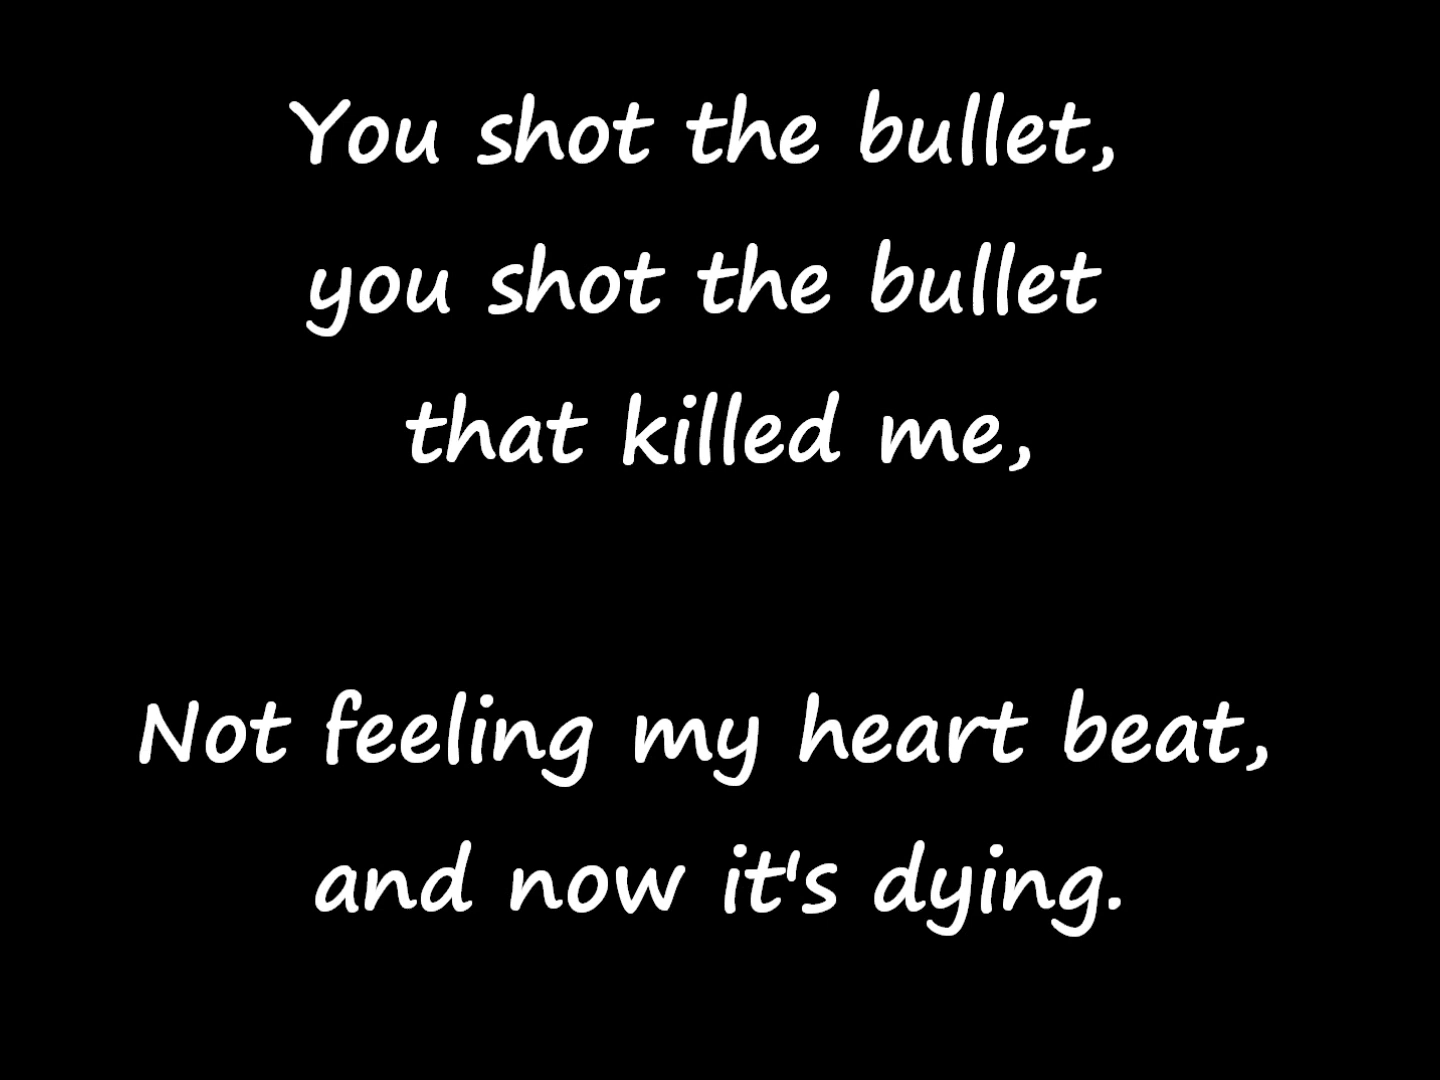 You shot the bullet,
you shot the bullet
that killed me,
Not feeling my heart beat,
and now it's dying.